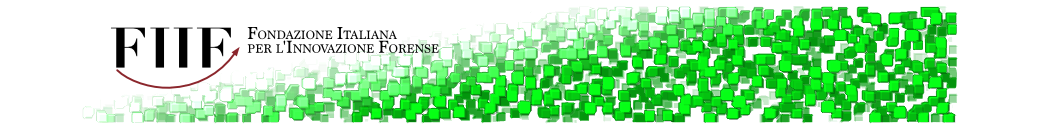 FIIF
Fondazione Italiana
per l'Innovazione Forense